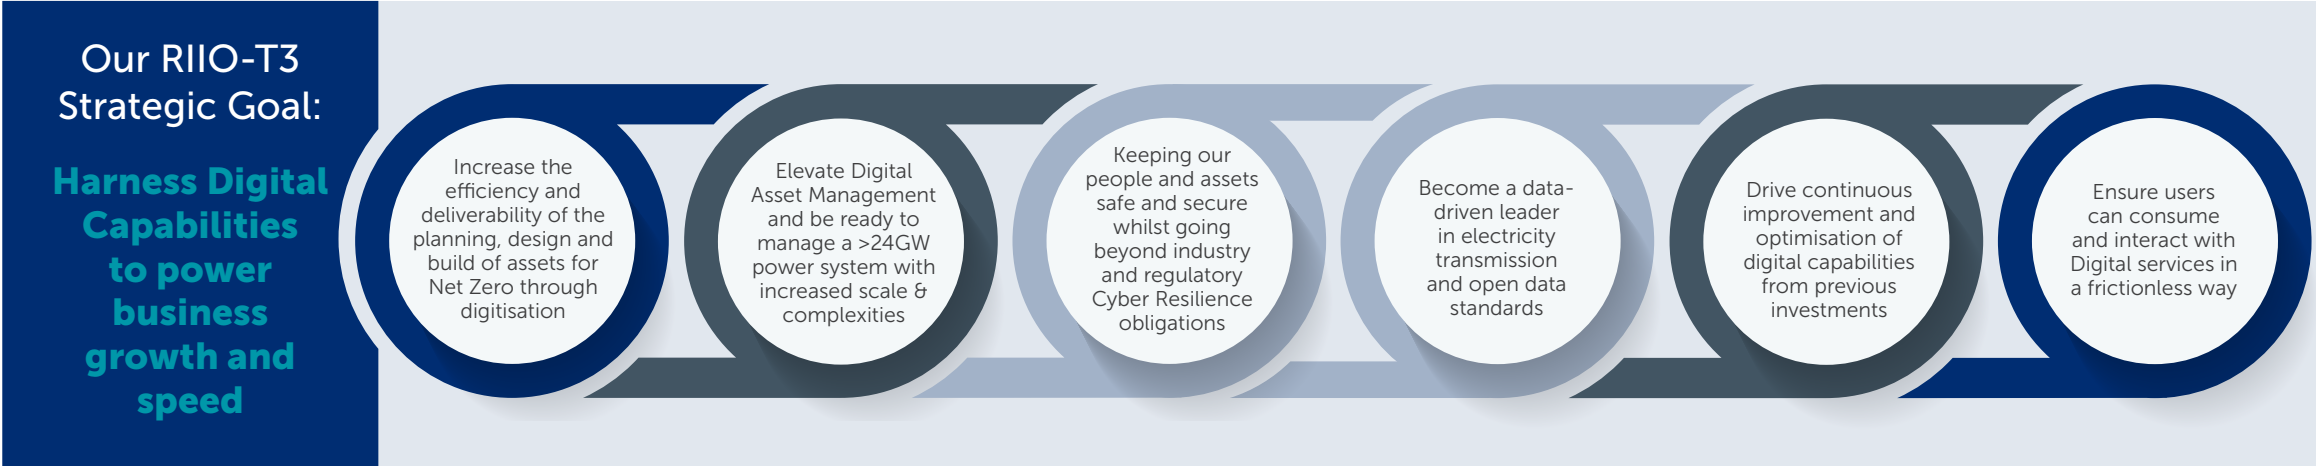 Our RIIO-T3
Strategic Goal:
Harness Digital
Capabilities
to power
business
growth and
speed
Increase the
efficiency and
deliverability of the
planning, design and
build of assets for
Net Zero through
digitisation
Elevate Digital
Asset Management
and be ready to
manage a >24GW
power system with
increased scale &
complexities
Keeping our
people and assets
safe and secure
whilst going
beyond industry
and regulatory
Cyber Resilience
obligations
Become a data-
driven leader
in electricity
transmission
and open data
standards
Drive continuous
improvement and
optimisation of
digital capabilities
from previous
investments
Ensure users
can consume
and interact with
Digital services in
a frictionless way